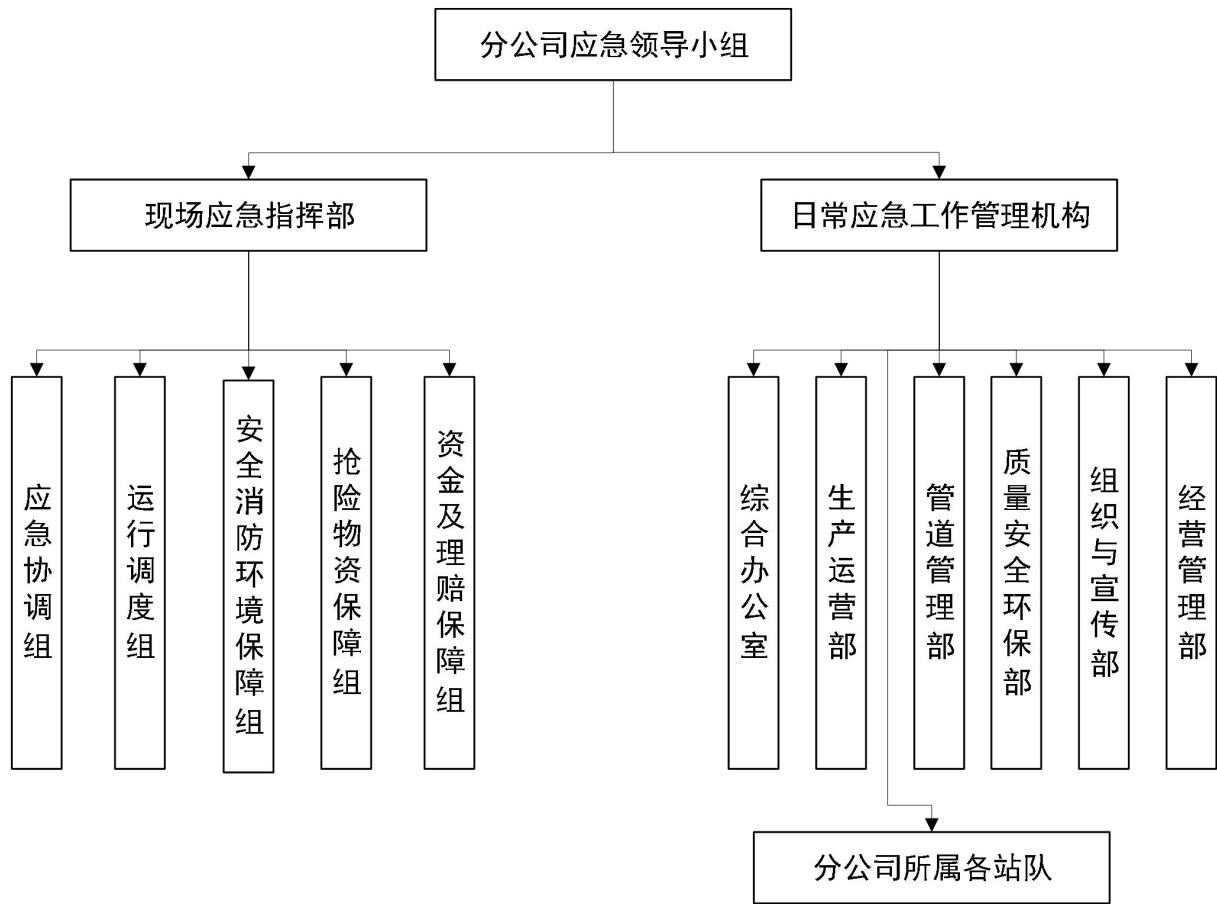 分公司应急领导小组
现场应急指挥部
日常应急工作管理机构
应急协调组
运行调度组
安全消防环境保障组
抢险物资保障组
资金及理赔保障组
综合办公室
生产运营部
管道管理部
质量安全环保部
组织与宣传部
经营管理部
分公司所属各站队